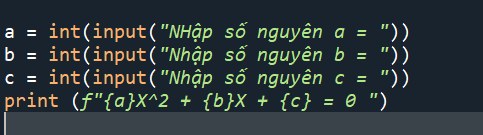 a = int(input("NHập số nguyên a = "))
b = int(input("Nhập số nguyên b = "))
c = int(input("Nhập số nguyên c = "))
print (f"{a}X^2 + {b}X + {c} = 0 ")